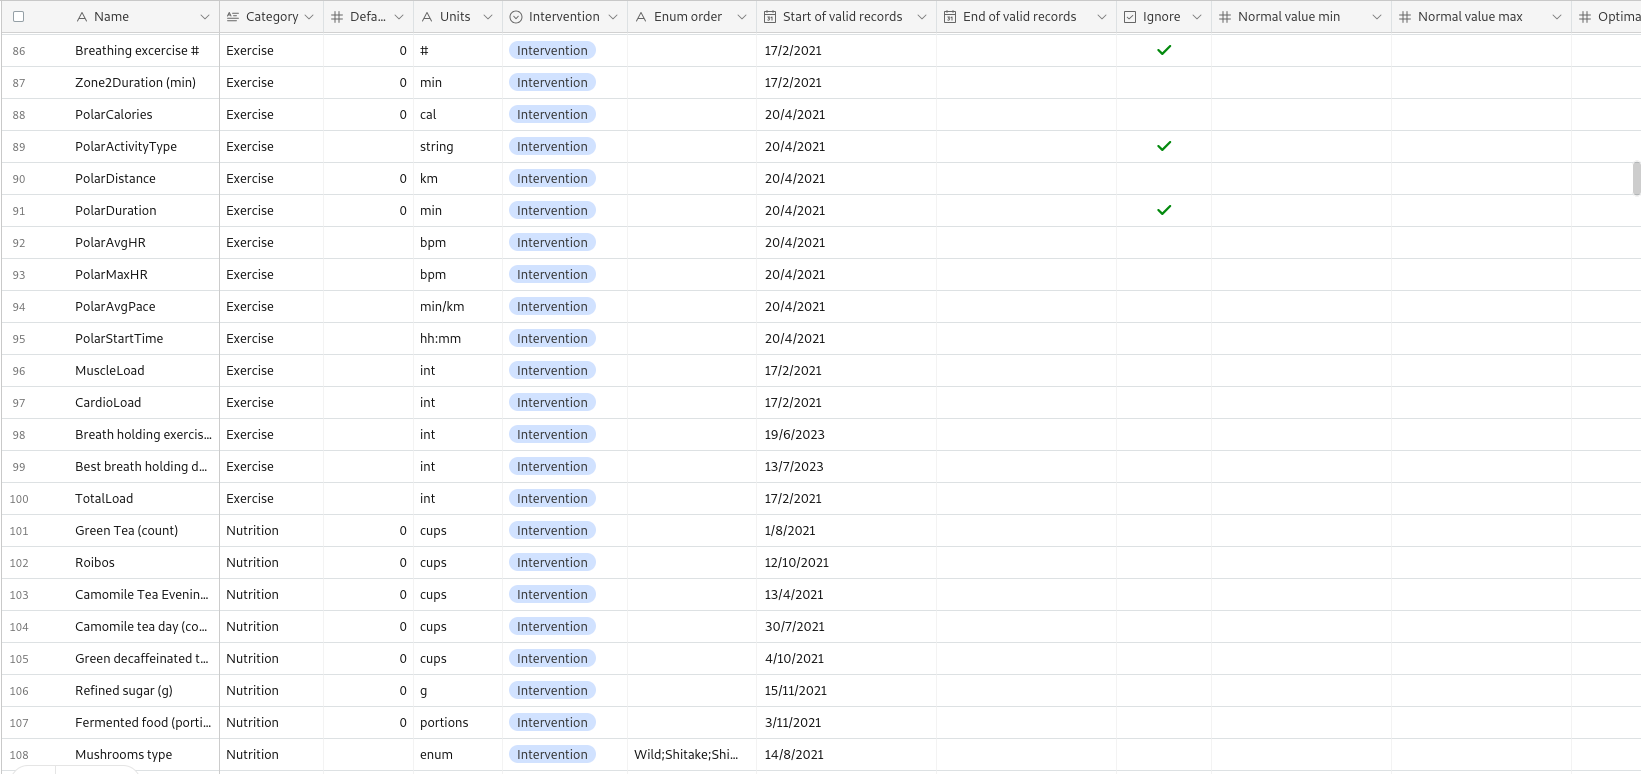 Name Category Defa... Units Intervention Enum order Start of valid records End of valid records Ignore Normal value min Normal value max Optima
86 Breathing excercise # Exercise 0 # Intervention 17/2/2021
87 Zone2Duration (min) Exercise 0 min Intervention 17/2/2021
88 PolarCalories Exercise 0 cal Intervention 20/4/2021
89 PolarActivityType Exercise string Intervention 20/4/2021
90 PolarDistance Exercise 0 km Intervention 20/4/2021
91 PolarDuration Exercise 0 min Intervention 20/4/2021
92 PolarAvgHR Exercise bpm Intervention 20/4/2021
93 PolarMaxHR Exercise bpm Intervention 20/4/2021
94 PolarAvgPace Exercise min/km Intervention 20/4/2021
95 PolarStartTime Exercise hh:mm Intervention 20/4/2021
96 MuscleLoad Exercise int Intervention 17/2/2021
97 CardioLoad Exercise int Intervention 17/2/2021
98 Breath holding exercis... Exercise int Intervention 19/6/2023
99 Best breath holding d... Exercise int Intervention 13/7/2023
100 TotalLoad Exercise int Intervention 17/2/2021
101 Green Tea (count) Nutrition 0 cups Intervention 1/8/2021
102 Roibos Nutrition 0 cups Intervention 12/10/2021
103 Camomile Tea Evenin... Nutrition 0 cups Intervention 13/4/2021
104 Camomile tea day (co... Nutrition 0 cups Intervention 30/7/2021
105 Green decaffeinated t... Nutrition 0 cups Intervention 4/10/2021
106 Refined sugar (g) Nutrition 0 g Intervention 15/11/2021
107 Fermented food (porti... Nutrition 0 portions Intervention 3/11/2021
108 Mushrooms type Nutrition enum Intervention Wild;Shitake;Shi... 14/8/2021